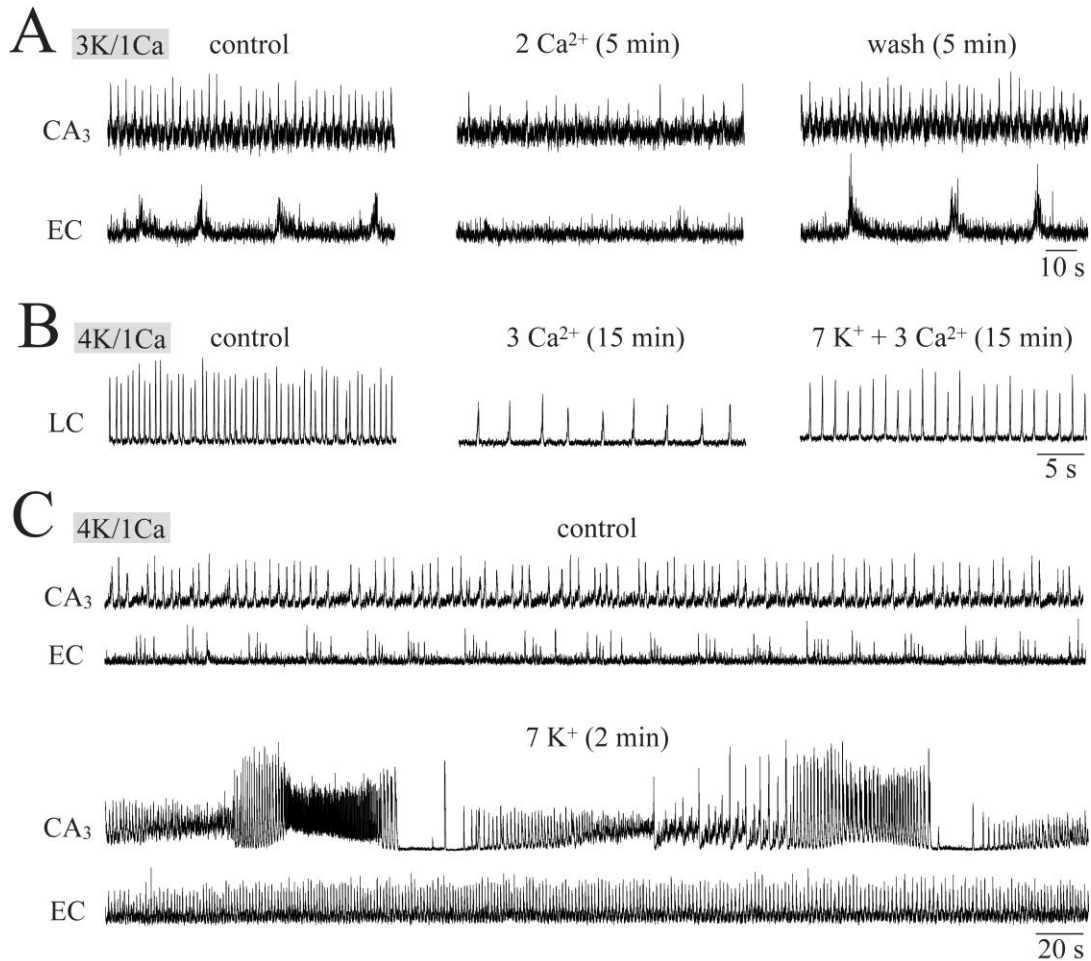 A 3K/1Ca control 2 Ca²⁺ (5 min) wash (5 min)
CA₃
EC
10 s
B 4K/1Ca control 3 Ca²⁺ (15 min) 7 K⁺ + 3 Ca²⁺ (15 min)
LC
5 s
C 4K/1Ca control
CA₃
EC
7 K⁺ (2 min)
CA₃
EC
20 s